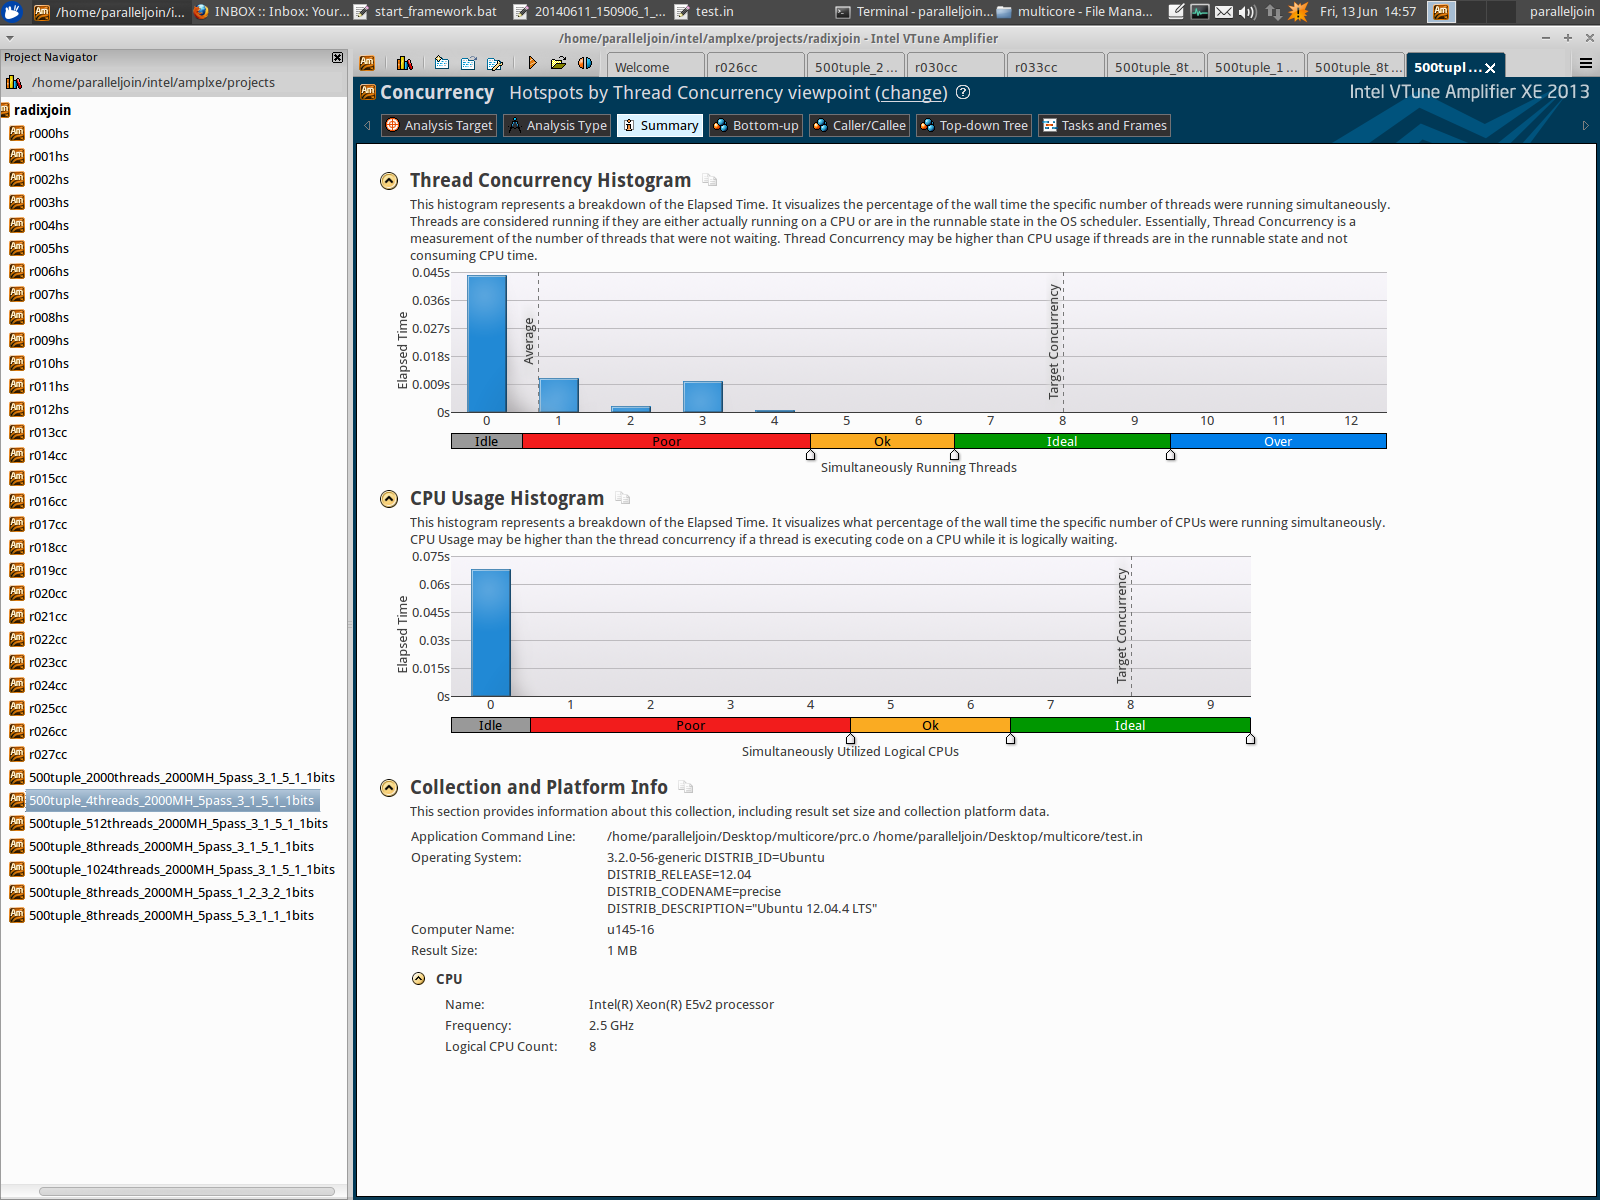 /home/paralleljoin/i...
INBOX :: Inbox: Your...
start_framework.bat
20140611_150906_1_...
test.in
Terminal - paralleljoin...
multicore - File Mana...
Fri, 13 Jun 14:57
Am
paralleljoin
/home/paralleljoin/intel/amplxe/projects/radixjoin - Intel VTune Amplifier
Project Navigator
/home/paralleljoin/intel/amplxe/projects
radixjoin
r000hs
r001hs
r002hs
r003hs
r004hs
r005hs
r006hs
r007hs
r008hs
r009hs
r010hs
r011hs
r012hs
r013cc
r014cc
r015cc
r016cc
r017cc
r018cc
r019cc
r020cc
r021cc
r022cc
r023cc
r024cc
r025cc
r026cc
r027cc
500tuple_2000threads_2000MH_5pass_3_1_5_1_1bits
500tuple_4threads_2000MH_5pass_3_1_5_1_1bits
500tuple_512threads_2000MH_5pass_3_1_5_1_1bits
500tuple_8threads_2000MH_5pass_3_1_5_1_1bits
500tuple_1024threads_2000MH_5pass_3_1_5_1_1bits
500tuple_8threads_2000MH_5pass_1_2_3_2_1bits
500tuple_8threads_2000MH_5pass_5_3_1_1_1bits
Welcome
r026cc
500tuple_2 ...
r030cc
r033cc
500tuple_8t ...
500tuple_1 ...
500tuple_8t ...
500tupl ...
Concurrency Hotspots by Thread Concurrency viewpoint (change)
Intel VTune Amplifier XE 2013
Analysis Target
Analysis Type
Summary
Bottom-up
Caller/Callee
Top-down Tree
Tasks and Frames
Thread Concurrency Histogram
This histogram represents a breakdown of the Elapsed Time. It visualizes the percentage of the wall time the specific number of threads were running simultaneously.
Threads are considered running if they are either actually running on a CPU or are in the runnable state in the OS scheduler. Essentially, Thread Concurrency is a
measurement of the number of threads that were not waiting. Thread Concurrency may be higher than CPU usage if threads are in the runnable state and not
consuming CPU time.
Elapsed Time
0.045s
0.036s
0.027s
0.018s
0.009s
0s
Average
Target Concurrency
0 1 2 3 4 5 6 7 8 9 10 11 12
Idle Poor Ok Ideal Over
Simultaneously Running Threads
CPU Usage Histogram
This histogram represents a breakdown of the Elapsed Time. It visualizes what percentage of the wall time the specific number of CPUs were running simultaneously.
CPU Usage may be higher than the thread concurrency if a thread is executing code on a CPU while it is logically waiting.
Elapsed Time
0.075s
0.06s
0.045s
0.03s
0.015s
0s
Target Concurrency
0 1 2 3 4 5 6 7 8 9
Idle Poor Ok Ideal
Simultaneously Utilized Logical CPUs
Collection and Platform Info
This section provides information about this collection, including result set size and collection platform data.
Application Command Line: /home/paralleljoin/Desktop/multicore/prc.o /home/paralleljoin/Desktop/multicore/test.in
Operating System: 3.2.0-56-generic DISTRIB_ID=Ubuntu
DISTRIB_RELEASE=12.04
DISTRIB_CODENAME=precise
DISTRIB_DESCRIPTION="Ubuntu 12.04.4 LTS"
Computer Name: u145-16
Result Size: 1 MB
CPU
Name: Intel(R) Xeon(R) E5v2 processor
Frequency: 2.5 GHz
Logical CPU Count: 8